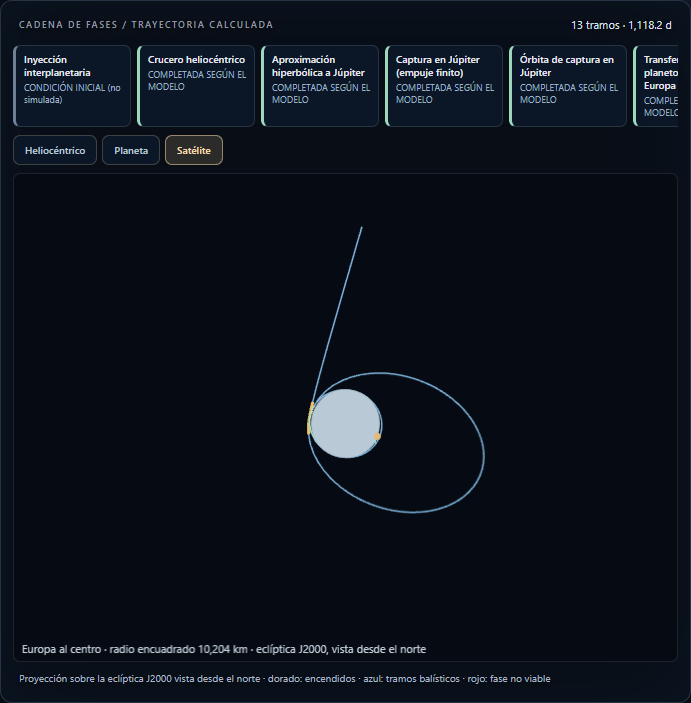 CADENA DE FASES / TRAYECTORIA CALCULADA
13 tramos · 1,118.2 d
Inyección
interplanetaria
CONDICIÓN INICIAL (no
simulada)
Crucero heliocéntrico
COMPLETADA SEGÚN EL
MODELO
Aproximación
hiperbólica a Júpiter
COMPLETADA SEGÚN EL
MODELO
Captura en Júpiter
(empuje finito)
COMPLETADA SEGÚN EL
MODELO
Órbita de captura en
Júpiter
COMPLETADA SEGÚN EL
MODELO
Europa
Heliocéntrico
Planeta
Satélite
Europa al centro · radio encuadrado 10,204 km · eclíptica J2000, vista desde el norte
Proyección sobre la eclíptica J2000 vista desde el norte · dorado: encendidos · azul: tramos balísticos · rojo: fase no viable